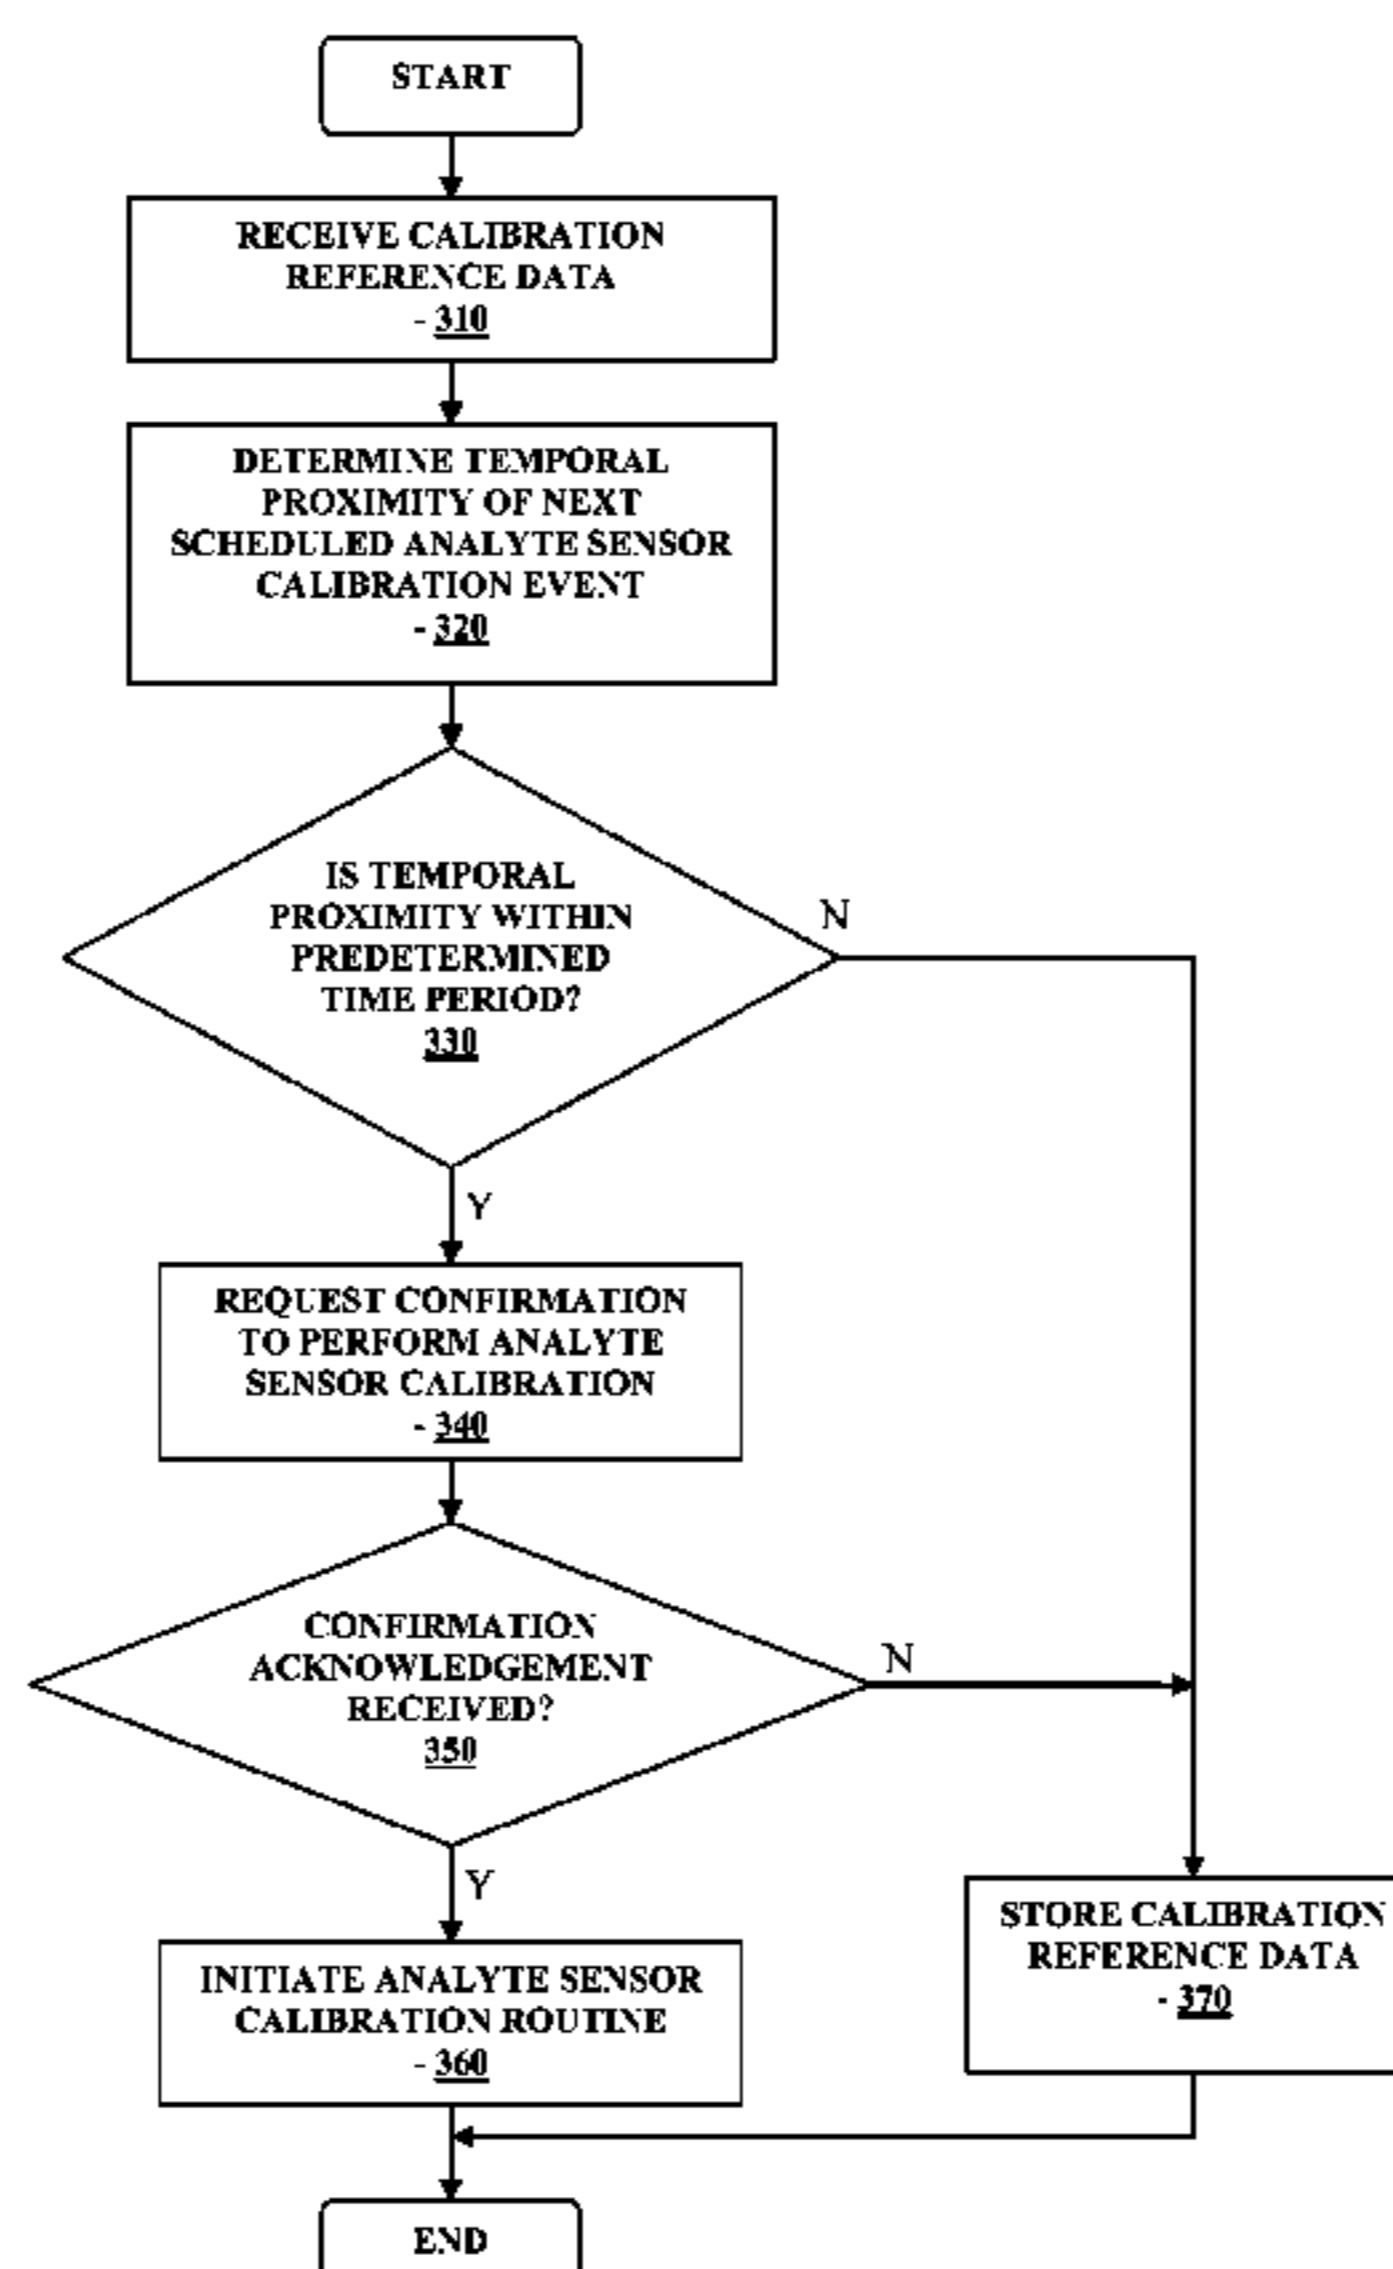 START
RECEIVE CALIBRATION
REFERENCE DATA
- 310
DETERMINE TEMPORAL
PROXIMITY OF NEXT
SCHEDULED ANALYTE SENSOR
CALIBRATION EVENT
- 320
IS TEMPORAL
PROXIMITY WITHIN
PREDETERMINED
TIME PERIOD?
330
N
Y
REQUEST CONFIRMATION
TO PERFORM ANALYTE
SENSOR CALIBRATION
- 340
CONFIRMATION
ACKNOWLEDGEMENT
RECEIVED?
350
N
Y
INITIATE ANALYTE SENSOR
CALIBRATION ROUTINE
- 360
STORE CALIBRATION
REFERENCE DATA
- 370
END